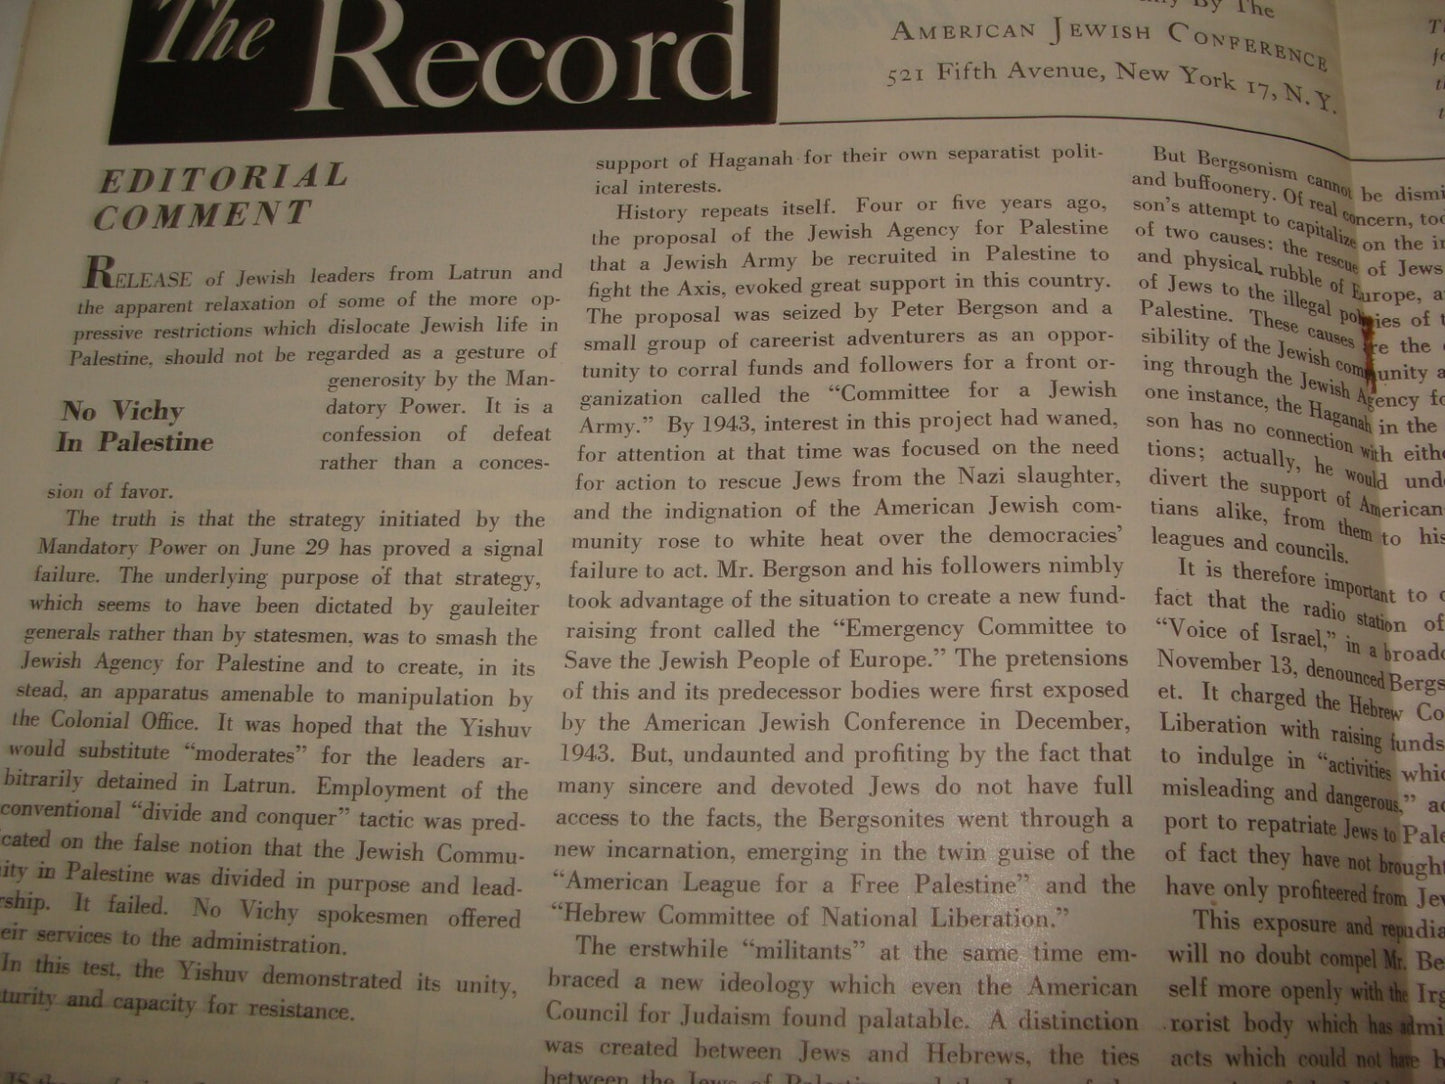 The Record
By The
AMERICAN JEWISH CONFERENCE
521 Fifth Avenue, New York 17, N. Y.
EDITORIAL
COMMENT
RELEASE of Jewish leaders from Latrun and
the apparent relaxation of some of the more op-
pressive restrictions which dislocate Jewish life in
Palestine, should not be regarded as a gesture of
generosity by the Man-
datory Power. It is a
confession of defeat
rather than a conces-
No Vichy
In Palestine
sion of favor.
The truth is that the strategy initiated by the
Mandatory Power on June 29 has proved a signal
failure. The underlying purpose of that strategy,
which seems to have been dictated by gauleiter
generals rather than by statesmen, was to smash the
Jewish Agency for Palestine and to create, in its
stead, an apparatus amenable to manipulation by
the Colonial Office. It was hoped that the Yishuv
would substitute “moderates” for the leaders ar-
bitrarily detained in Latrun. Employment of the
conventional “divide and conquer” tactic was pred-
icated on the false notion that the Jewish Commu-
ity in Palestine was divided in purpose and lead-
rship. It failed. No Vichy spokesmen offered
eir services to the administration.
In this test, the Yishuv demonstrated its unity,
turity and capacity for resistance.
support of Haganah for their own separatist polit-
ical interests.
History repeats itself. Four or five years ago,
the proposal of the Jewish Agency for Palestine
that a Jewish Army be recruited in Palestine to
fight the Axis, evoked great support in this country.
The proposal was seized by Peter Bergson and a
small group of careerist adventurers as an oppor-
tunity to corral funds and followers for a front or-
ganization called the “Committee for a Jewish
Army.” By 1943, interest in this project had waned,
for attention at that time was focused on the need
for action to rescue Jews from the Nazi slaughter,
and the indignation of the American Jewish com-
munity rose to white heat over the democracies’
failure to act. Mr. Bergson and his followers nimbly
took advantage of the situation to create a new fund-
raising front called the “Emergency Committee to
Save the Jewish People of Europe.” The pretensions
of this and its predecessor bodies were first exposed
by the American Jewish Conference in December,
1943. But, undaunted and profiting by the fact that
many sincere and devoted Jews do not have full
access to the facts, the Bergsonites went through a
new incarnation, emerging in the twin guise of the
“American League for a Free Palestine” and the
“Hebrew Committee of National Liberation.”
The erstwhile “militants” at the same time em-
braced a new ideology which even the American
Council for Judaism found palatable. A distinction
was created between Jews and Hebrews, the ties
But Bergsonism cannot be dismi
and buffoonery. Of real concern, too
son’s attempt to capitalize on the in
of two causes: the rescue of Jews
and physical rubble of Europe, a
of Jews to the illegal policies of t
Palestine. These causes are the
sibility of the Jewish community a
ing through the Jewish Agency fo
one instance, the Haganah in the
son has no connection with eith
tions; actually, he would und
divert the support of American
tians alike, from them to his
leagues and councils.
It is therefore important to
fact that the radio station of
“Voice of Israel,” in a broad
November 13, denounced Bergs
et. It charged the Hebrew Co
Liberation with raising funds
to indulge in “activities whic
misleading and dangerous,” a
port to repatriate Jews to Pale
of fact they have not brought
have only profiteered from Jew
This exposure and repudia
will no doubt compel Mr. Be
self more openly with the Irg
rorist body which has admi
acts which could not have b